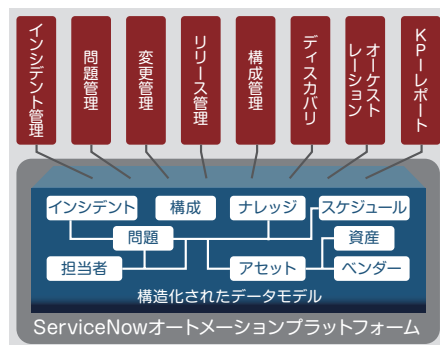 インシデント管理
問題管理
変更管理
リリース管理
構成管理
ディスカバリ
オーケスト
レーション
KPIレポート
インシデント
構成
ナレッジ
スケジュール
問題
資産
担当者
アセット
ベンダー
構造化されたデータモデル
ServiceNowオートメーションプラットフォーム